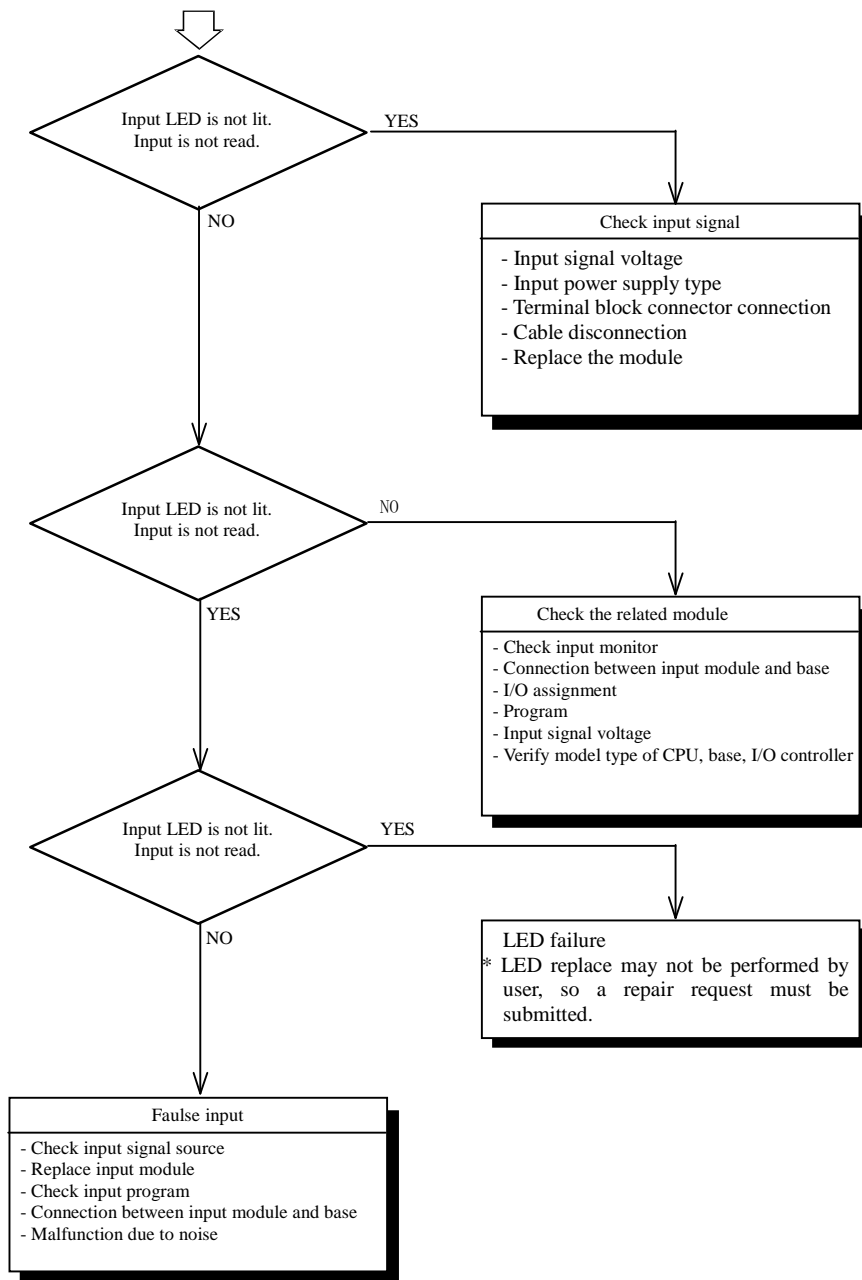 Input LED is not lit.
Input is not read.
YES
NO
Check input signal
- Input signal voltage
- Input power supply type
- Terminal block connector connection
- Cable disconnection
- Replace the module
Input LED is not lit.
Input is not read.
NO
YES
Check the related module
- Check input monitor
- Connection between input module and base
- I/O assignment
- Program
- Input signal voltage
- Verify model type of CPU, base, I/O controller
Input LED is not lit.
Input is not read.
YES
NO
LED failure
* LED replace may not be performed by
user, so a repair request must be
submitted.
Faulse input
- Check input signal source
- Replace input module
- Check input program
- Connection between input module and base
- Malfunction due to noise